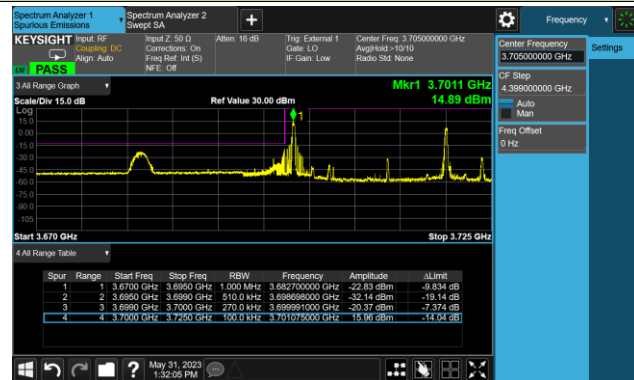 Spectrum Analyzer 1
Spurious Emissions
Spectrum Analyzer 2
Swept SA
+
Frequency
KEYSIGHT
Input: RF
Coupling: DC
Align: Auto
Input Z: 50 Ω
Corrections: On
Freq Ref: Int (S)
NFE: Off
Atten: 16 dB
Trig: External 1
Gate: LO
IF Gain: Low
Center Freq: 3.705000000 GHz
Avg|Hold:>10/10
Radio Std: None
PASS
Center Frequency
3.705000000 GHz
Settings
CF Step
4.399000000 GHz
Auto
Man
Freq Offset
0 Hz
3 All Range Graph
Mkr1 3.7011 GHz
Scale/Div 15.0 dB
Ref Value 30.00 dBm
14.89 dBm
Log
1
15.0
0.00
-15.0
-30.0
-45.0
-60.0
-75.0
-90.0
-105
Start 3.670 GHz
Stop 3.725 GHz
4 All Range Table
Spur Range Start Freq Stop Freq RBW Frequency Amplitude ΔLimit
1 1 3.6700 GHz 3.6950 GHz 1.000 MHz 3.682700000 GHz -22.83 dBm -9.834 dB
2 2 3.6950 GHz 3.6990 GHz 510.0 kHz 3.698698000 GHz -32.14 dBm -19.14 dB
3 3 3.6990 GHz 3.7000 GHz 270.0 kHz 3.699991000 GHz -20.37 dBm -7.374 dB
4 4 3.7000 GHz 3.7250 GHz 100.0 kHz 3.701075000 GHz 15.96 dBm -14.04 dB
?
May 31, 2023
1:32:05 PM